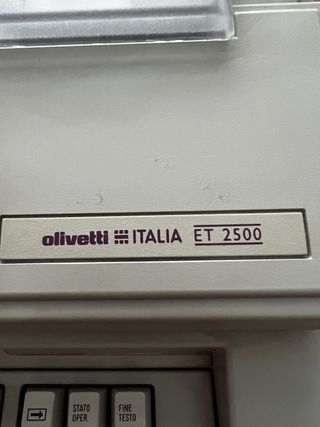 olivetti ITALIA ET 2500
STATO
OPER
FINE
TESTO